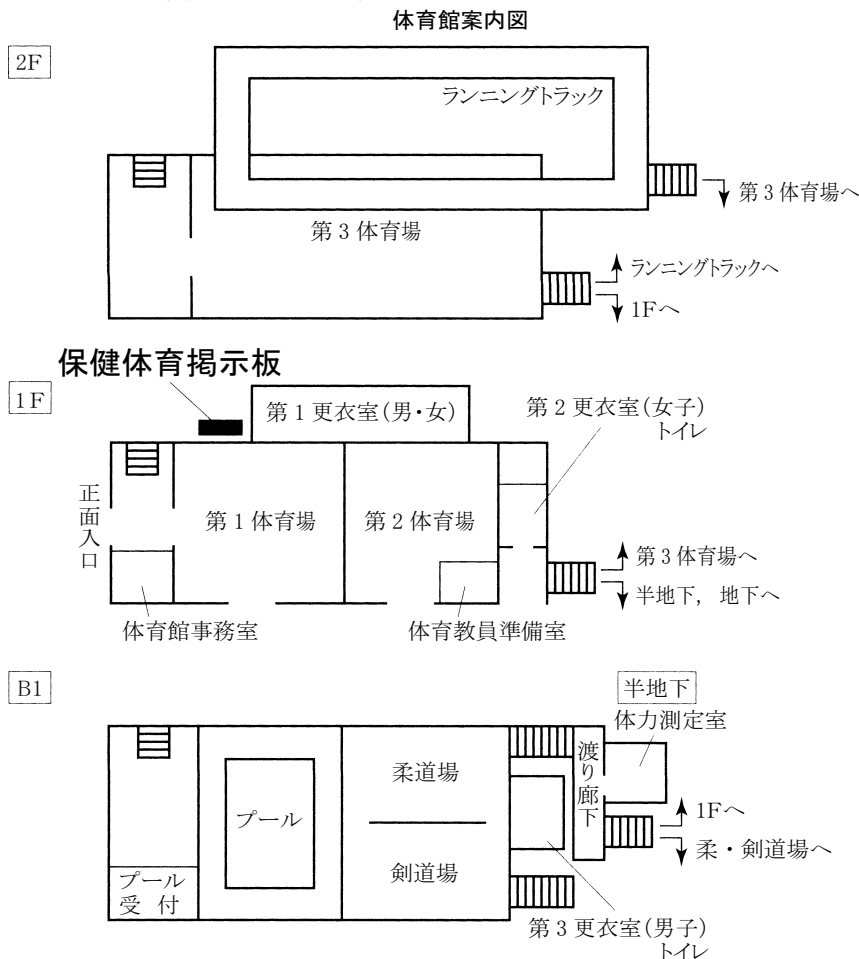 体育館案内図
2F
ランニングトラック
第3体育場へ
第3体育場
ランニングトラックへ
1Fへ
保健体育掲示板
1F
第1更衣室(男・女)
第2更衣室(女子)
トイレ
正面入口
第1体育場
第2体育場
第3体育場へ
半地下, 地下へ
体育館事務室
体育教員準備室
B1
半地下
体力測定室
渡り廊下
柔道場
プール
1Fへ
柔・剣道場へ
剣道場
プール
受付
第3更衣室(男子)
トイレ